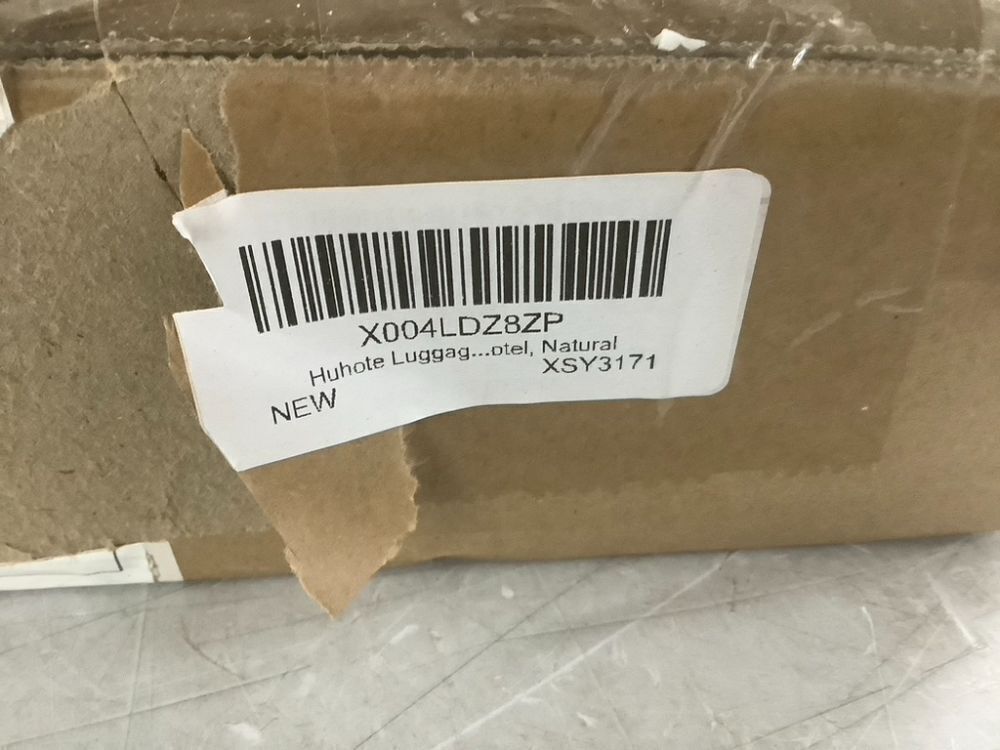 X004LDZ8ZP
Huhote Luggag...otel, Natural
XSY3171
NEW